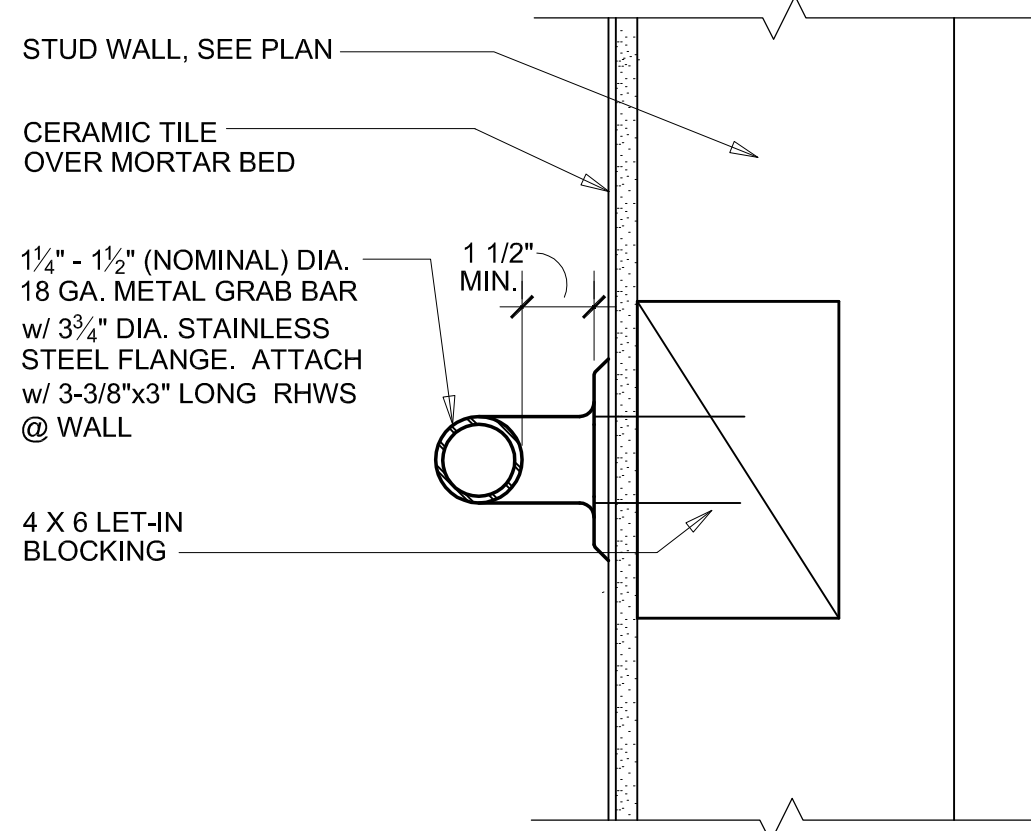 STUD WALL, SEE PLAN
CERAMIC TILE
OVER MORTAR BED
1¼" - 1½" (NOMINAL) DIA.
18 GA. METAL GRAB BAR
w/ 3¾" DIA. STAINLESS
STEEL FLANGE. ATTACH
w/ 3-3/8"x3" LONG RHWS
@ WALL
1 1/2"
MIN.
4 X 6 LET-IN
BLOCKING